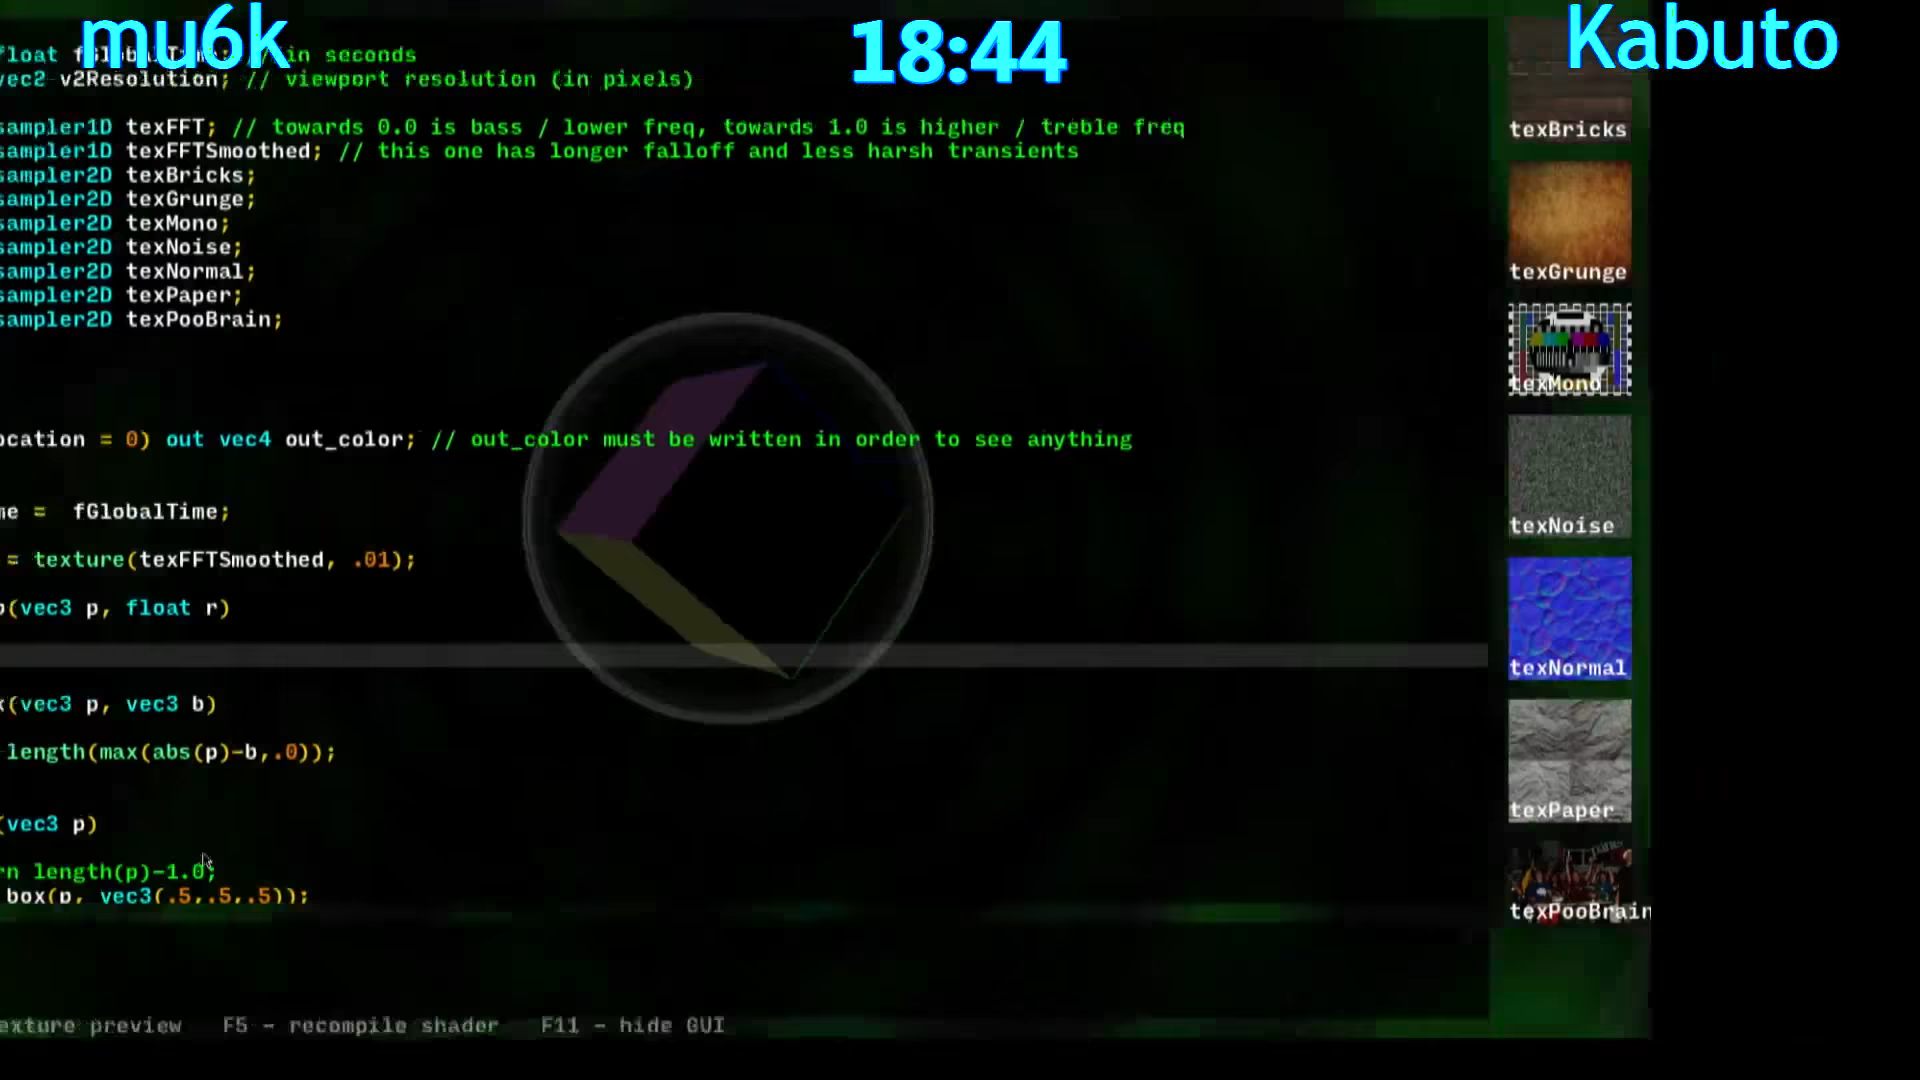 mu6k
18:44
Kabuto
float fGlobalTime; // in seconds
vec2 v2Resolution; // viewport resolution (in pixels)
sampler1D texFFT; // towards 0.0 is bass / lower freq, towards 1.0 is higher / treble freq
sampler1D texFFTSmoothed; // this one has longer falloff and less harsh transients
sampler2D texBricks;
sampler2D texGrunge;
sampler2D texMono;
sampler2D texNoise;
sampler2D texNormal;
sampler2D texPaper;
sampler2D texPooBrain;
ocation = 0) out vec4 out_color; // out_color must be written in order to see anything
me = fGlobalTime;
= texture(texFFTSmoothed, .01);
(vec3 p, float r)
(vec3 p, vec3 b)
length(max(abs(p)-b,.0));
(vec3 p)
rn length(p)-1.0;
box(p, vec3(.5,.5,.5));
exture preview F5 - recompile shader F11 - hide GUI
texBricks
texGrunge
texMono
texNoise
texNormal
texPaper
texPooBrain